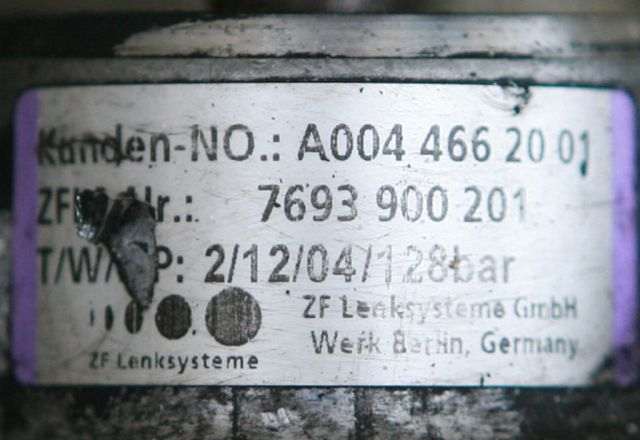 Kunden-NO.: A004 466 20 01
Nr.: 7693 900 201
2/12/04/128bar
ZF Lenksysteme GmbH
Werk Berlin, Germany
ZF Lenksysteme